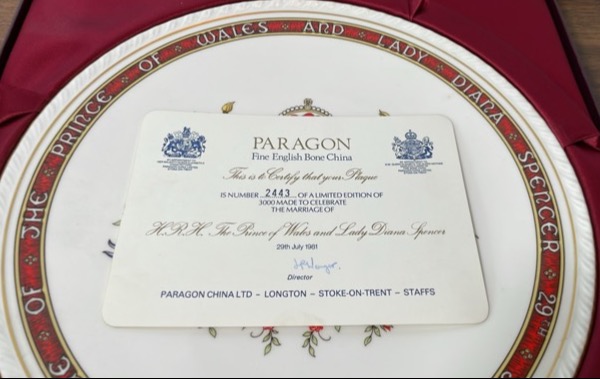 OF THE PRINCE OF WALES AND LADY DIANA SPENCER 29TH
PARAGON
Fine English Bone China
This is to Certify that your Plaque
IS NUMBER 2443 OF A LIMITED EDITION OF
3000 MADE TO CELEBRATE
THE MARRIAGE OF
H.R.H. The Prince of Wales and Lady Diana Spencer
29th July 1981
Director
PARAGON CHINA LTD - LONGTON - STOKE-ON-TRENT - STAFFS